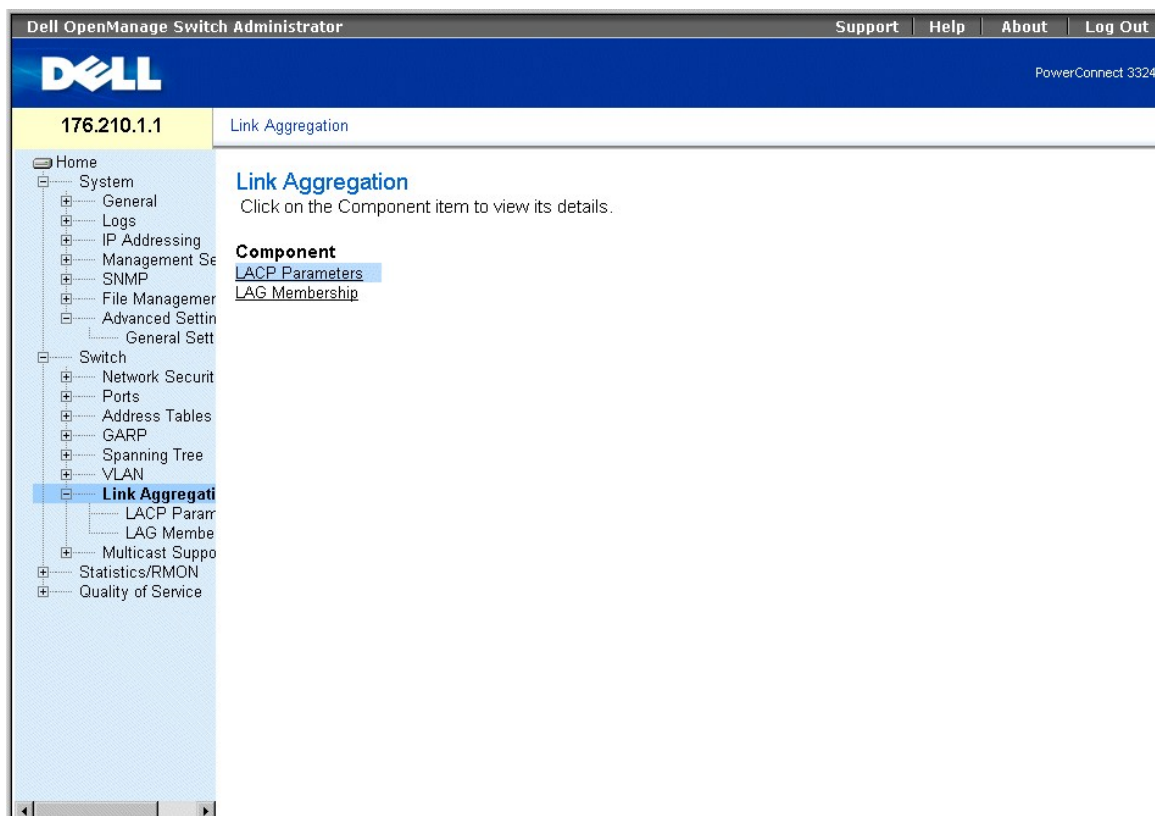 Dell OpenManage Switch Administrator
Support
Help
About
Log Out
DELL
PowerConnect 3324
176.210.1.1
Link Aggregation
Home
System
General
Logs
IP Addressing
Management Se
SNMP
File Managemer
Advanced Settin
General Sett
Switch
Network Securit
Ports
Address Tables
GARP
Spanning Tree
VLAN
Link Aggregati
LACP Param
LAG Membe
Multicast Suppo
Statistics/RMON
Quality of Service
Link Aggregation
Click on the Component item to view its details.
Component
LACP Parameters
LAG Membership